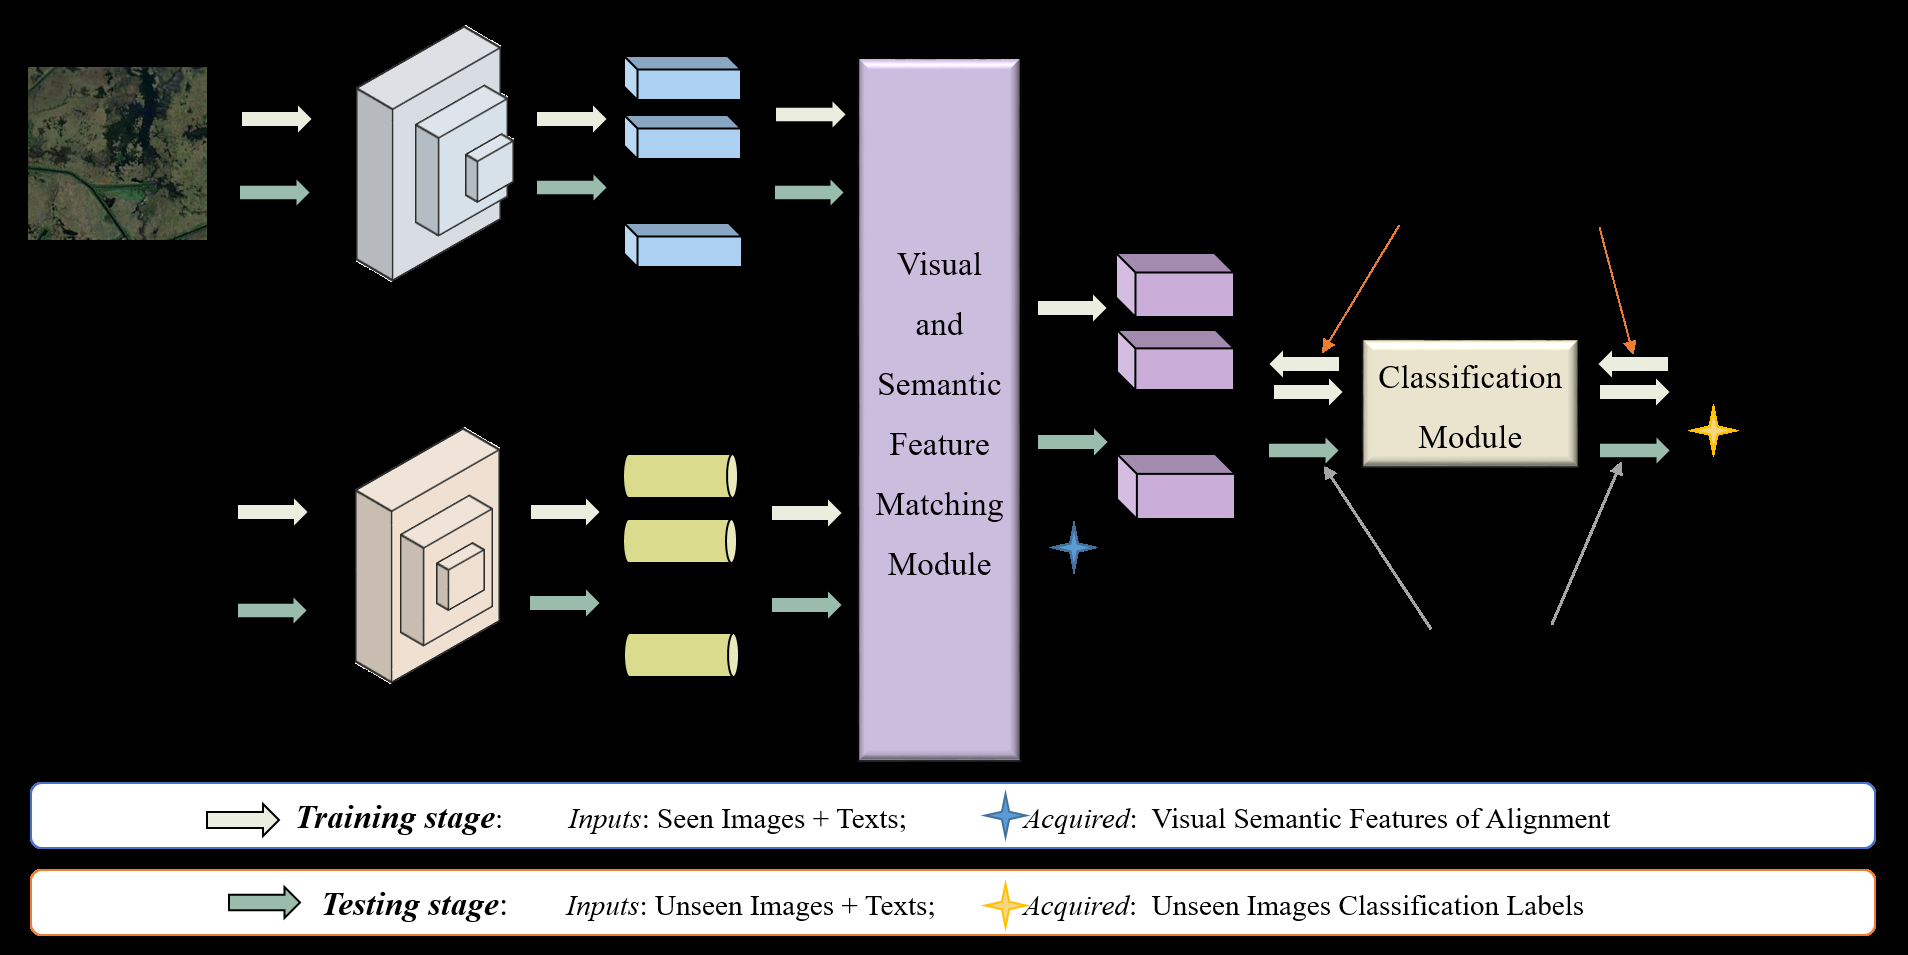 Visual
and
Semantic
Feature
Matching
Module
Classification
Module
Training stage: Inputs: Seen Images + Texts; Acquired: Visual Semantic Features of Alignment
Testing stage: Inputs: Unseen Images + Texts; Acquired: Unseen Images Classification Labels